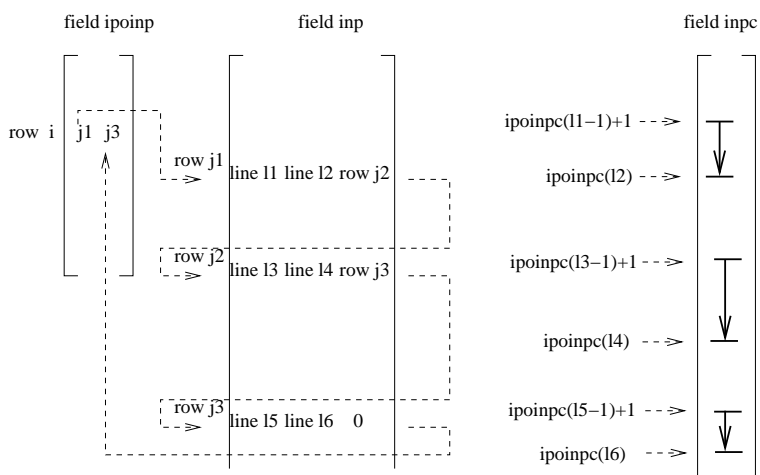 field ipoinp field inp field inpc
row i j1 j3
row j1
line l1 line l2 row j2
row j2
line l3 line l4 row j3
row j3
line l5 line l6 0
ipoinpc(l1−1)+1
ipoinpc(l2)
ipoinpc(l3−1)+1
ipoinpc(l4)
ipoinpc(l5−1)+1
ipoinpc(l6)